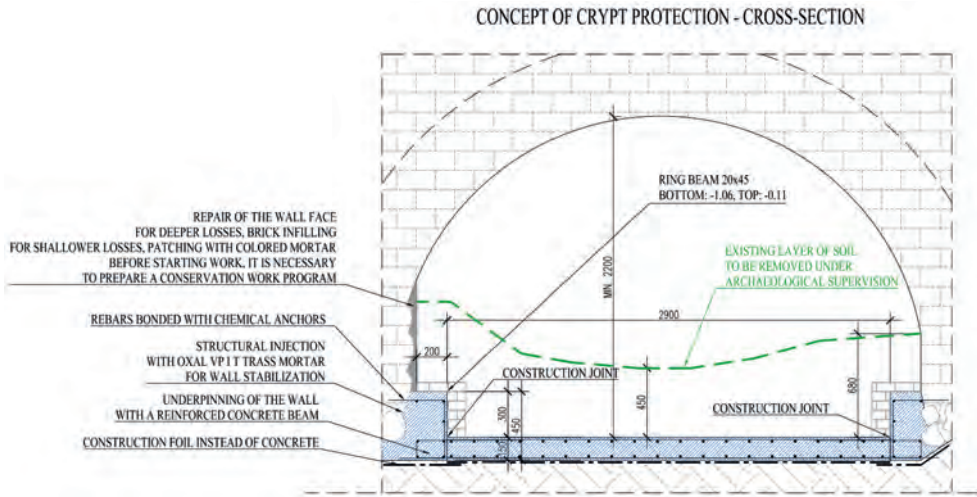 CONCEPT OF CRYPT PROTECTION - CROSS-SECTION
RING BEAM 20x45
BOTTOM: -1.06, TOP: -0.11
REPAIR OF THE WALL FACE
FOR DEEPER LOSSES, BRICK INFILLING
FOR SHALLOWER LOSSES, PATCHING WITH COLORED MORTAR
BEFORE STARTING WORK, IT IS NECESSARY
TO PREPARE A CONSERVATION WORK PROGRAM
EXISTING LAYER OF SOIL
TO BE REMOVED UNDER
ARCHAEOLOGICAL SUPERVISION
MIN. 2200
2900
REBARS BONDED WITH CHEMICAL ANCHORS
STRUCTURAL INJECTION
WITH OXAL VP I T TRASS MORTAR
FOR WALL STABILIZATION
200
CONSTRUCTION JOINT
680
UNDERPINNING OF THE WALL
WITH A REINFORCED CONCRETE BEAM
300
450
450
CONSTRUCTION JOINT
CONSTRUCTION FOIL INSTEAD OF CONCRETE